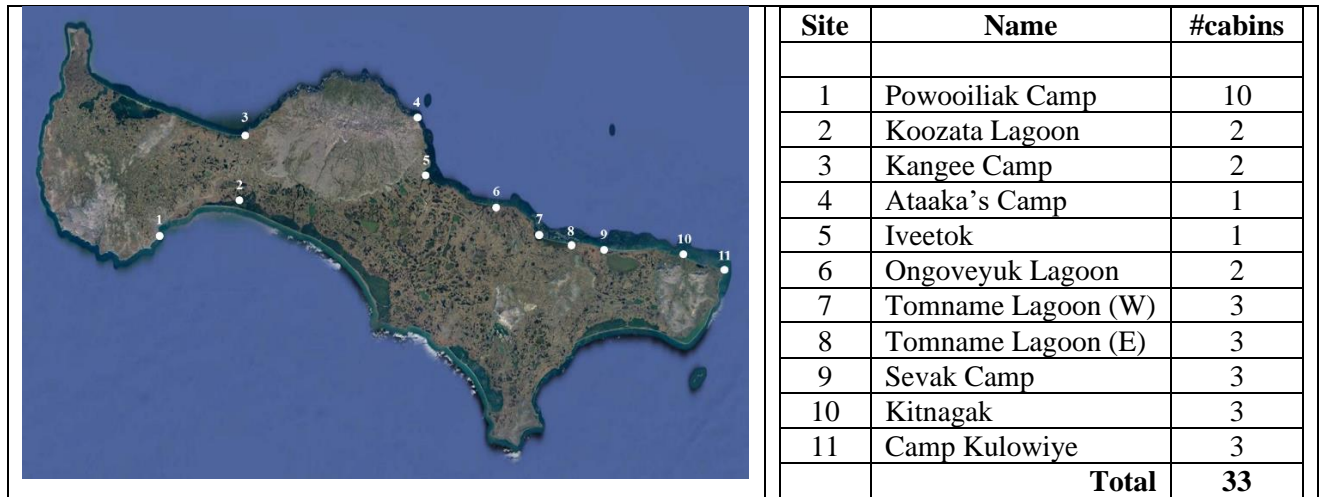 4
3
5
2
6
1
7
8
9
10
11
Site Name #cabins
1 Powooiliak Camp 10
2 Koozata Lagoon 2
3 Kangee Camp 2
4 Ataaka’s Camp 1
5 Iveetok 1
6 Ongoveyuk Lagoon 2
7 Tomname Lagoon (W) 3
8 Tomname Lagoon (E) 3
9 Sevak Camp 3
10 Kitnagak 3
11 Camp Kulowiye 3
Total 33